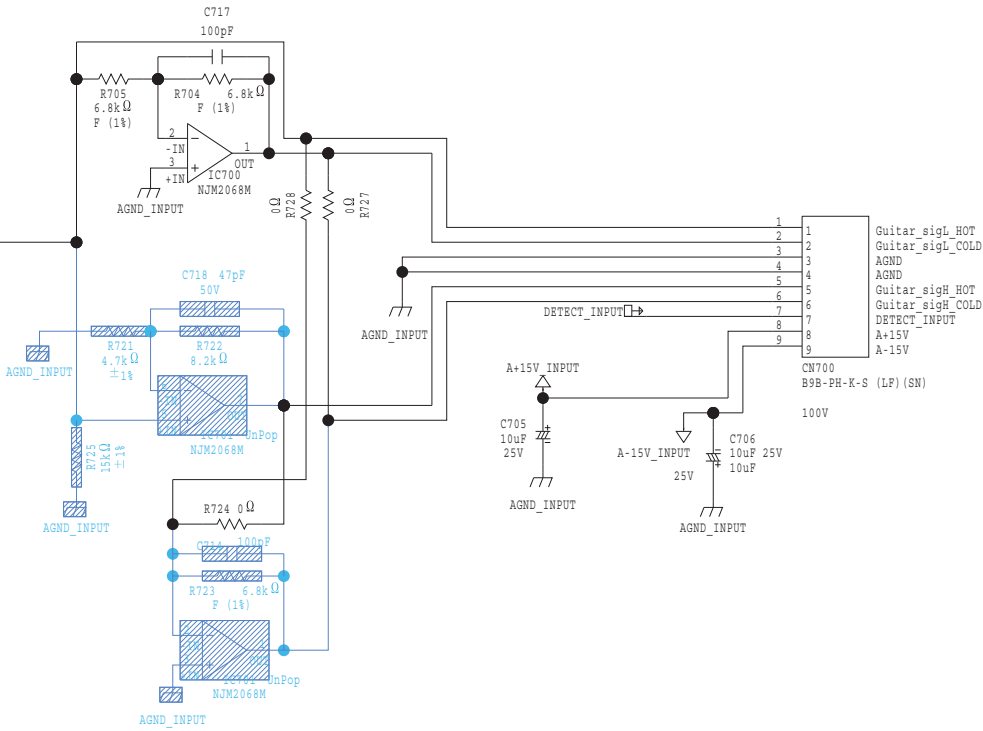 C717
100pF
R705
6.8kΩ
F (1%)
R704
6.8kΩ
F (1%)
2
-IN
3
+IN
1
OUT
IC700
NJM2068M
AGND_INPUT
0Ω
R728
0Ω
R727
C718 47pF
50V
R721
4.7kΩ
±1%
R722
8.2kΩ
AGND_INPUT
1
IC701 UnPop
NJM2068M
R725
15kΩ
±1%
AGND_INPUT
R724 0Ω
C714
100pF
R723
6.8kΩ
F (1%)
1
IC701 UnPop
NJM2068M
AGND_INPUT
AGND_INPUT
DETECT_INPUT
1
2
3
4
5
6
7
8
9
1
2
3
4
5
6
7
8
9
Guitar_sigL_HOT
Guitar_sigL_COLD
AGND
AGND
Guitar_sigH_HOT
Guitar_sigH_COLD
DETECT_INPUT
A+15V
A-15V
CN700
B9B-PH-K-S (LF)(SN)
100V
A+15V_INPUT
C705
10uF
25V
AGND_INPUT
A-15V_INPUT
25V
C706
10uF 25V
10uF
AGND_INPUT